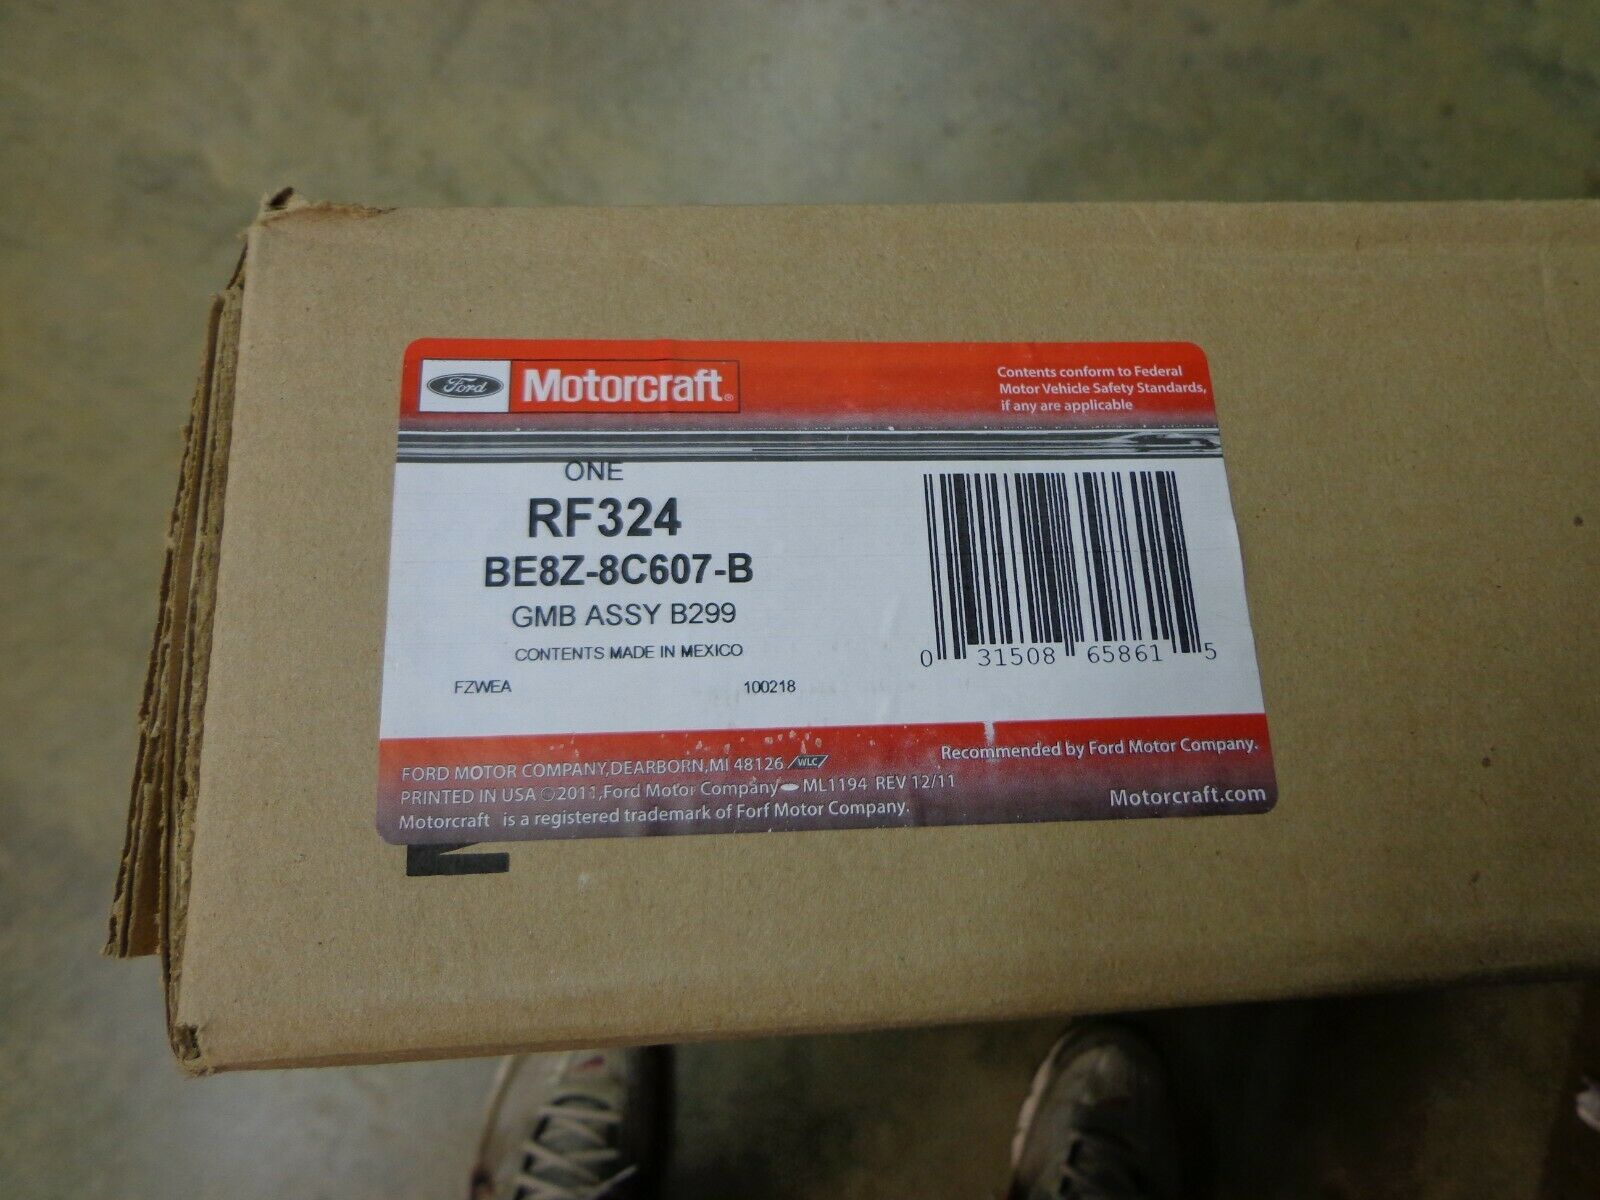 Ford Motorcraft®
Contents conform to Federal
Motor Vehicle Safety Standards,
if any are applicable
ONE
RF324
BE8Z-8C607-B
GMB ASSY B299
CONTENTS MADE IN MEXICO
FZWEA 100218
0 31508 65861 5
FORD MOTOR COMPANY,DEARBORN,MI 48126 WLC
PRINTED IN USA ©2011,Ford Motor Company ML1194 REV 12/11
Motorcraft is a registered trademark of Forf Motor Company.
Recommended by Ford Motor Company.
Motorcraft.com